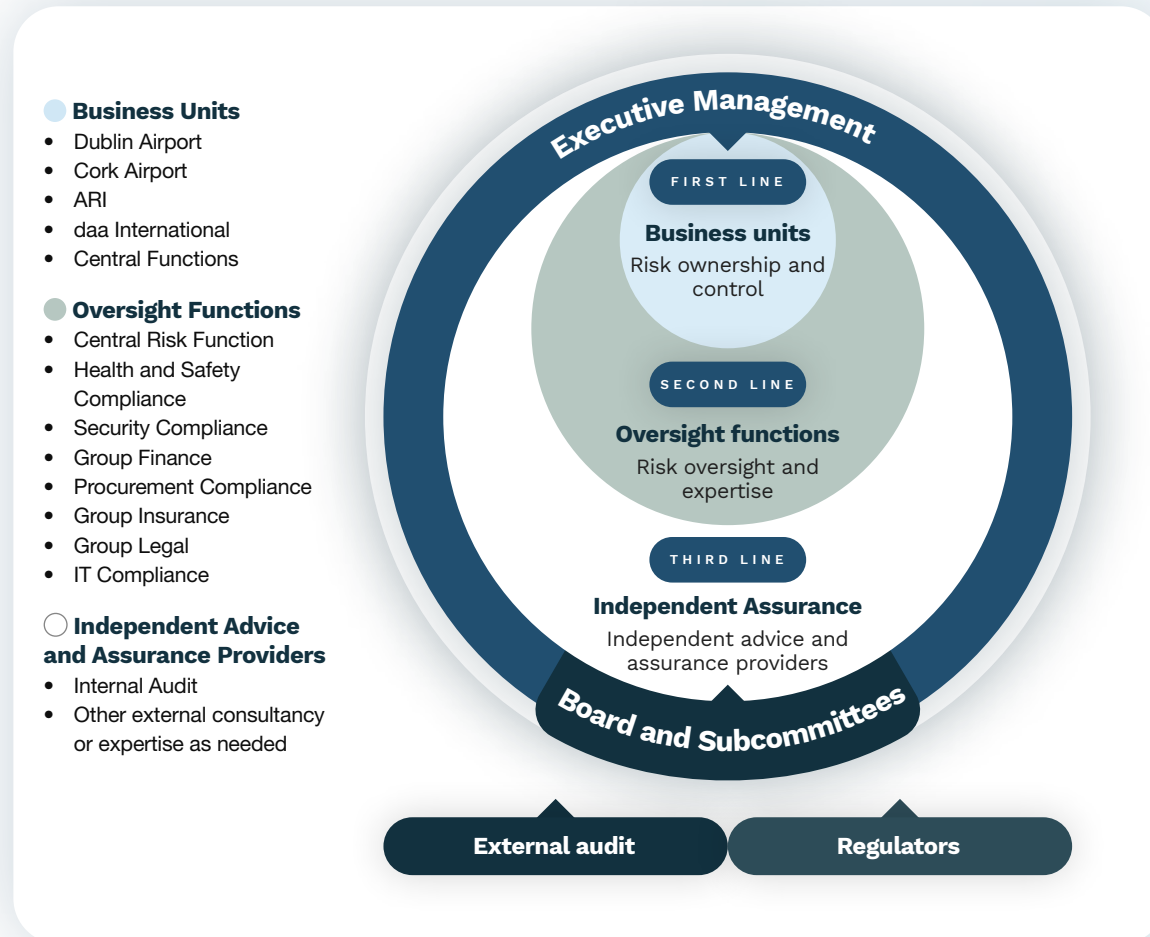 Business Units
• Dublin Airport
• Cork Airport
• ARI
• daa International
• Central Functions
Oversight Functions
• Central Risk Function
• Health and Safety
Compliance
• Security Compliance
• Group Finance
• Procurement Compliance
• Group Insurance
• Group Legal
• IT Compliance
Independent Advice
and Assurance Providers
• Internal Audit
• Other external consultancy
or expertise as needed
Executive Management
FIRST LINE
Business units
Risk ownership and
control
SECOND LINE
Oversight functions
Risk oversight and
expertise
THIRD LINE
Independent Assurance
Independent advice and
assurance providers
Board and Subcommittees
External audit
Regulators